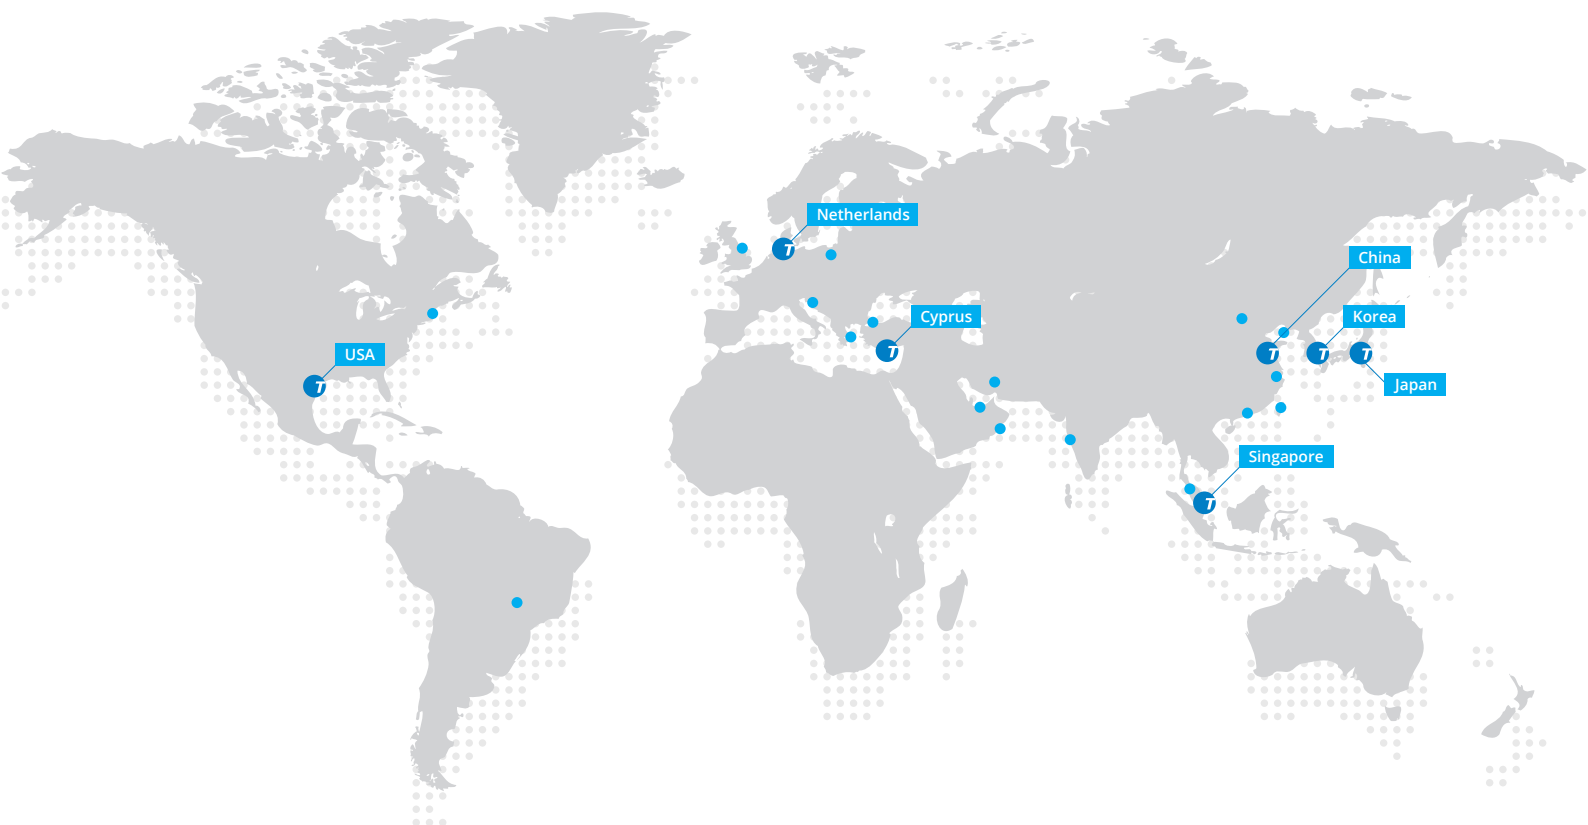 Netherlands
China
Cyprus
Korea
USA
Japan
Singapore
T
T
T
T
T
T
T